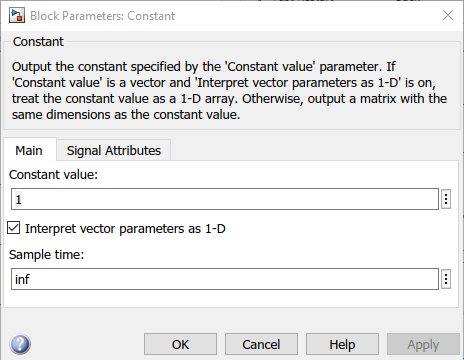 Block Parameters: Constant
Constant
Output the constant specified by the 'Constant value' parameter. If
'Constant value' is a vector and 'Interpret vector parameters as 1-D' is on,
treat the constant value as a 1-D array. Otherwise, output a matrix with the
same dimensions as the constant value.
Main Signal Attributes
Constant value:
1
Interpret vector parameters as 1-D
Sample time:
inf
OK Cancel Help Apply